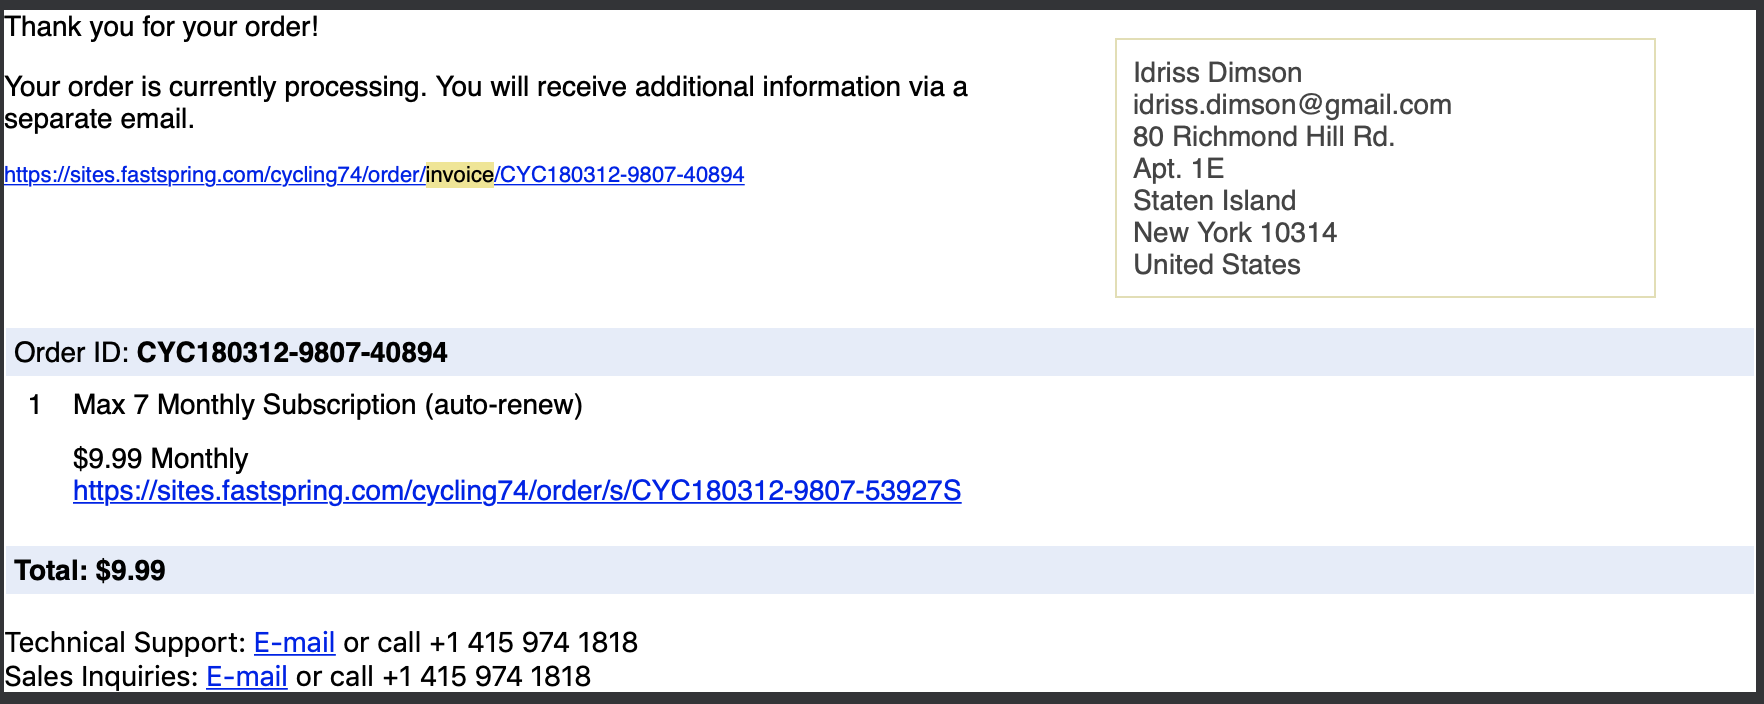 Thank you for your order!
Your order is currently processing. You will receive additional information via a
separate email.
https://sites.fastspring.com/cycling74/order/invoice/CYC180312-9807-40894
Idriss Dimson
idriss.dimson@gmail.com
80 Richmond Hill Rd.
Apt. 1E
Staten Island
New York 10314
United States
Order ID: CYC180312-9807-40894
1 Max 7 Monthly Subscription (auto-renew)
$9.99 Monthly
https://sites.fastspring.com/cycling74/order/s/CYC180312-9807-53927S
Total: $9.99
Technical Support: E-mail or call +1 415 974 1818
Sales Inquiries: E-mail or call +1 415 974 1818